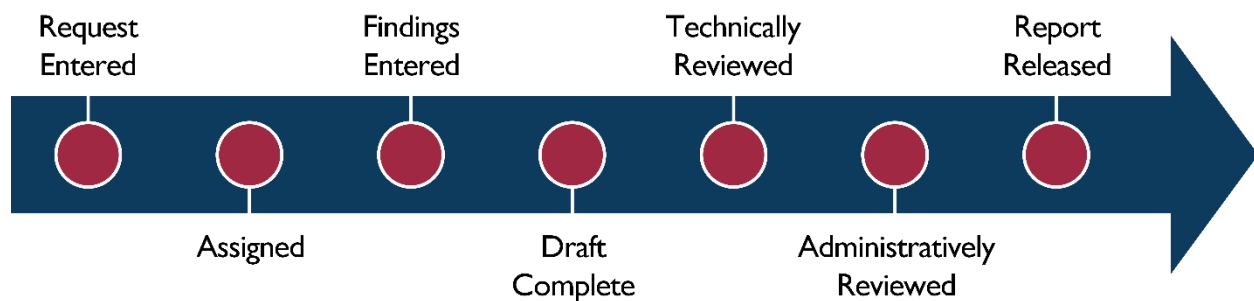 Request
Entered
Assigned
Findings
Entered
Draft
Complete
Technically
Reviewed
Administratively
Reviewed
Report
Released